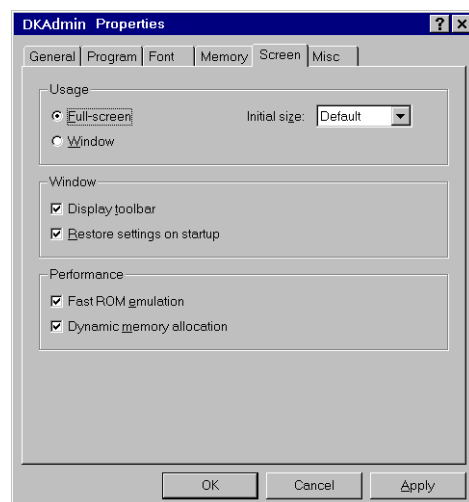 DKAdmin Properties
? ×
General Program Font Memory Screen Misc
Usage
Full-screen
Initial size: Default
Window
Window
Display toolbar
Restore settings on startup
Performance
Fast ROM emulation
Dynamic memory allocation
OK Cancel Apply